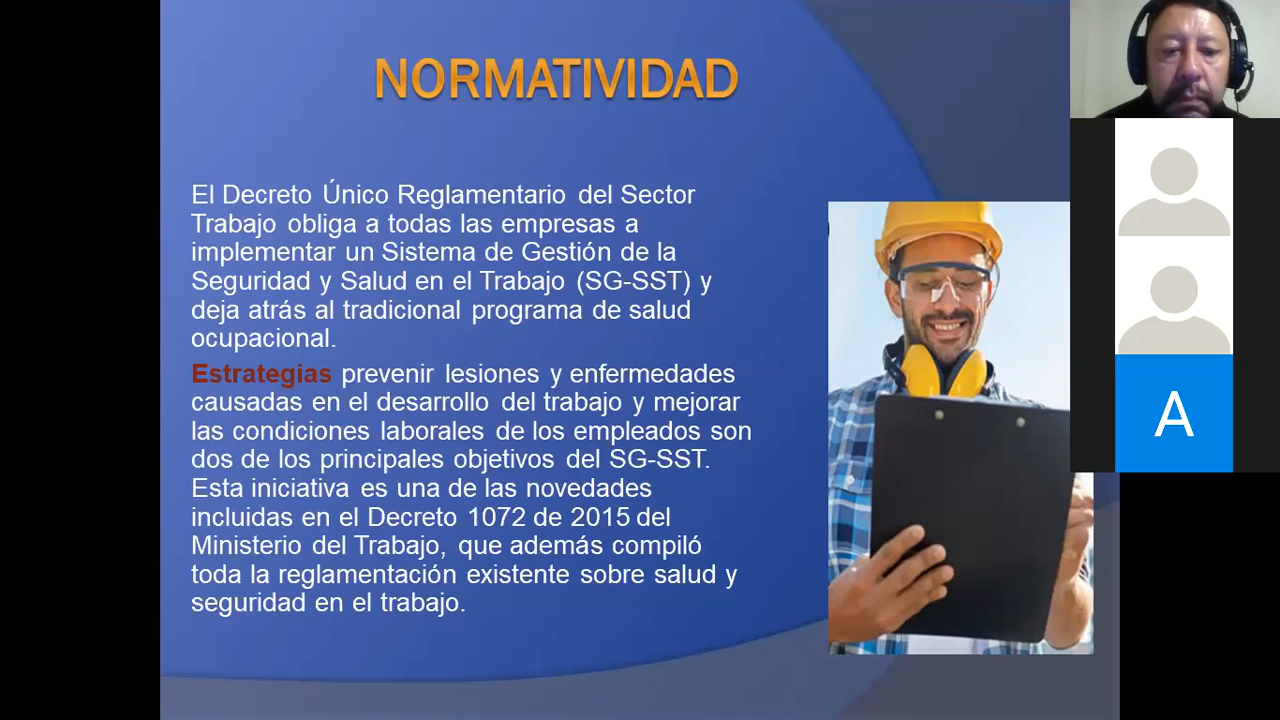 NORMATIVIDAD
El Decreto Único Reglamentario del Sector
Trabajo obliga a todas las empresas a
implementar un Sistema de Gestión de la
Seguridad y Salud en el Trabajo (SG-SST) y
deja atrás al tradicional programa de salud
ocupacional.
Estrategias prevenir lesiones y enfermedades
causadas en el desarrollo del trabajo y mejorar
las condiciones laborales de los empleados son
dos de los principales objetivos del SG-SST.
Esta iniciativa es una de las novedades
incluidas en el Decreto 1072 de 2015 del
Ministerio del Trabajo, que además compiló
toda la reglamentación existente sobre salud y
seguridad en el trabajo.
A